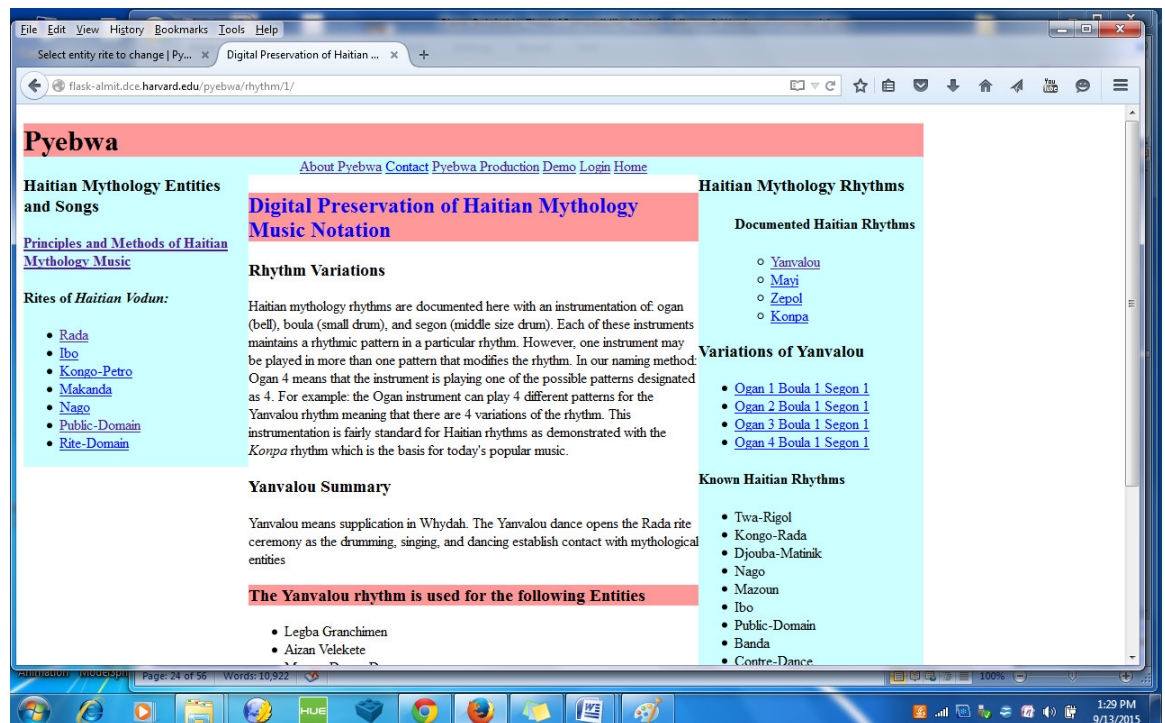 File Edit View History Bookmarks Tools Help
Select entity rite to change | Py...
Digital Preservation of Haitian ...
flask-almit.dce.harvard.edu/pyebwa/rhythm/1/
You
Tube
Pyebwa
About Pyebwa Contact Pyebwa Production Demo Login Home
Haitian Mythology Entities
and Songs
Principles and Methods of Haitian
Mythology Music
Rites of Haitian Vodun:
Rada
Ibo
Kongo-Petro
Makanda
Nago
Public-Domain
Rite-Domain
Digital Preservation of Haitian Mythology
Music Notation
Rhythm Variations
Haitian mythology rhythms are documented here with an instrumentation of: ogan
(bell), boula (small drum), and segon (middle size drum). Each of these instruments
maintains a rhythmic pattern in a particular rhythm. However, one instrument may
be played in more than one pattern that modifies the rhythm. In our naming method:
Ogan 4 means that the instrument is playing one of the possible patterns designated
as 4. For example: the Ogan instrument can play 4 different patterns for the
Yanvalou rhythm meaning that there are 4 variations of the rhythm. This
instrumentation is fairly standard for Haitian rhythms as demonstrated with the
Konpa rhythm which is the basis for today's popular music.
Yanvalou Summary
Yanvalou means supplication in Whydah. The Yanvalou dance opens the Rada rite
ceremony as the drumming, singing, and dancing establish contact with mythological
entities
The Yanvalou rhythm is used for the following Entities
Legba Granchimen
Aizan Velekete
Haitian Mythology Rhythms
Documented Haitian Rhythms
Yanvalou
Mayi
Zepol
Konpa
Variations of Yanvalou
Ogan 1 Boula 1 Segon 1
Ogan 2 Boula 1 Segon 1
Ogan 3 Boula 1 Segon 1
Ogan 4 Boula 1 Segon 1
Known Haitian Rhythms
Twa-Rigol
Kongo-Rada
Djouba-Matinik
Nago
Mazoun
Ibo
Public-Domain
Banda
Contre-Dance
Page: 24 of 56 Words: 10,922
100%
HUE
1:29 PM
9/13/2015